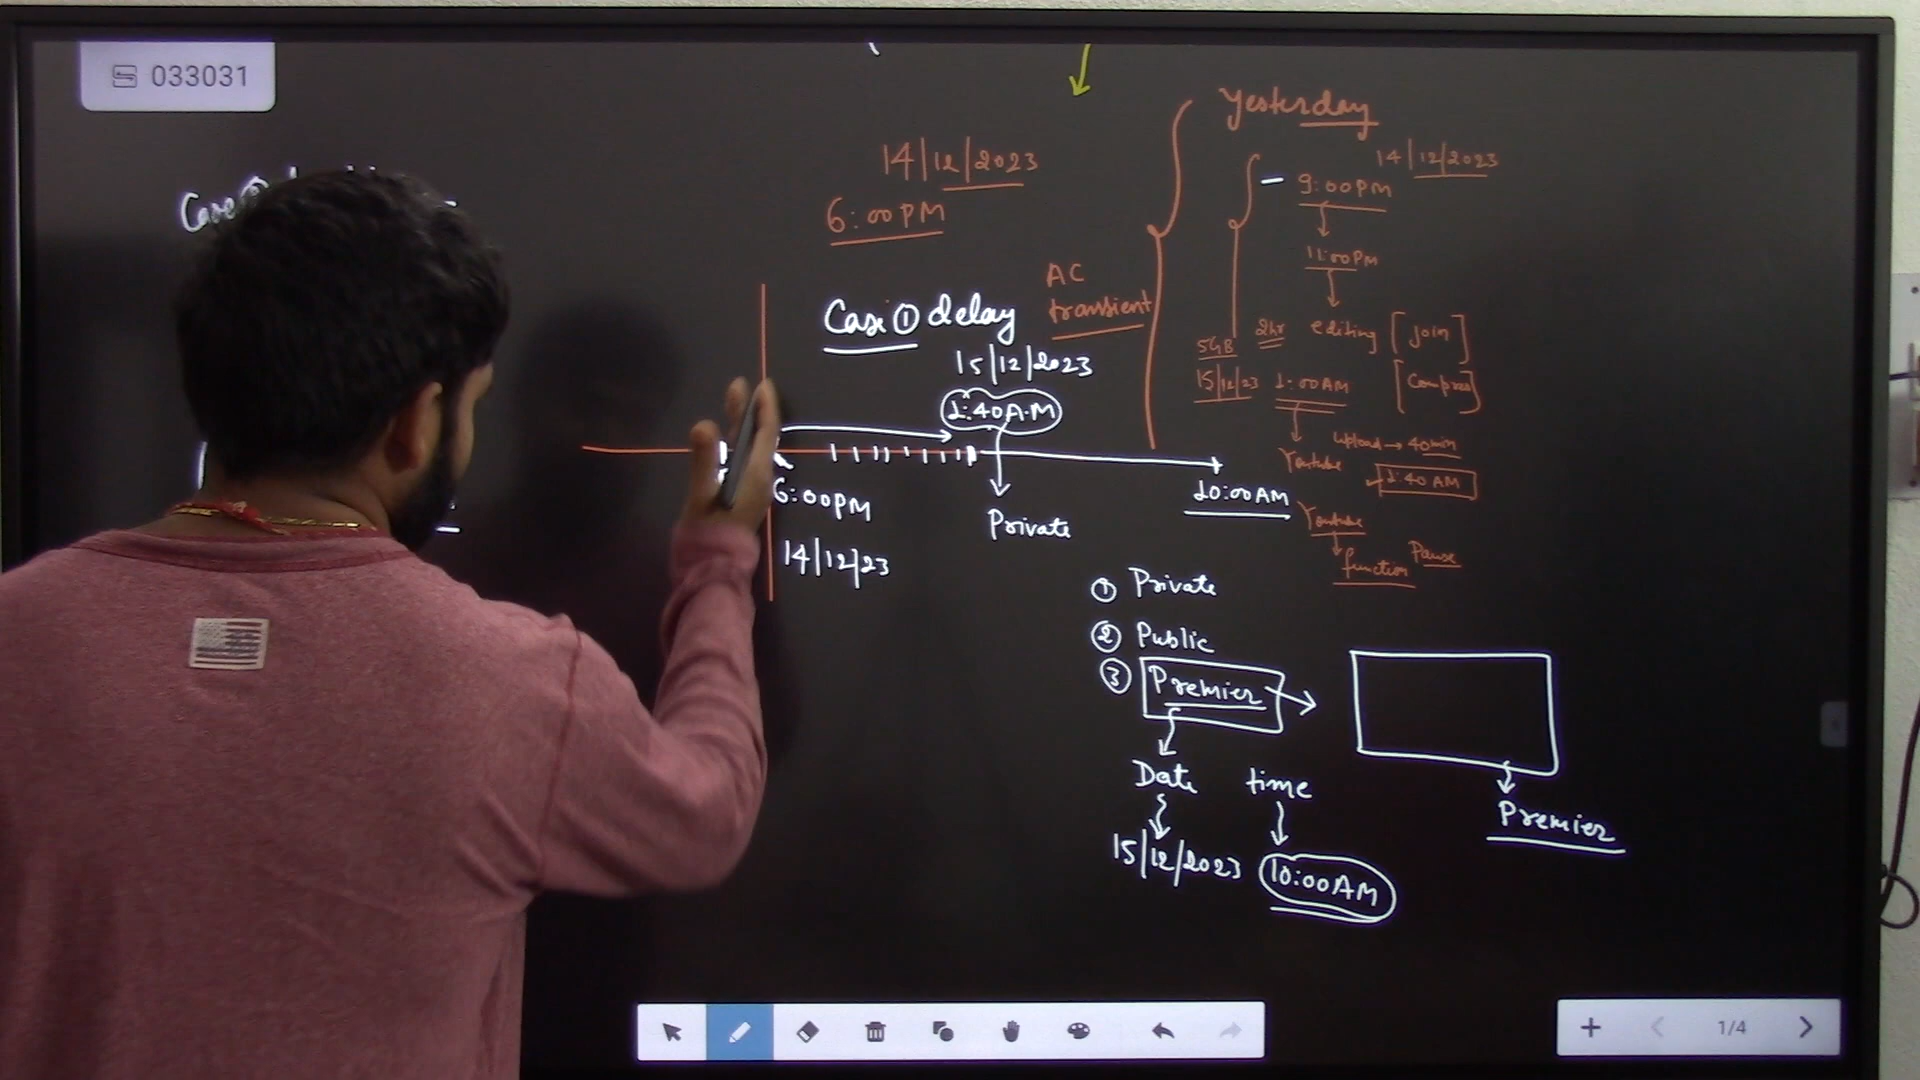 033031
Yesterday
14/12/2023
6:00PM
14/12/2023
9:00PM
11:00PM
AC
transient
Case ① delay
15/12/2023
1:40A.M
5GB
2hr editing [Join]
15/12/23 1:00AM [Compress]
Upload → 40min
Youtube
1:40 AM
6:00PM
14/12/23
Private
10:00AM
Youtube
function Pause
① Private
② Public
③ Premier
Date time
15/12/2023 10:00AM
Premier
1/4